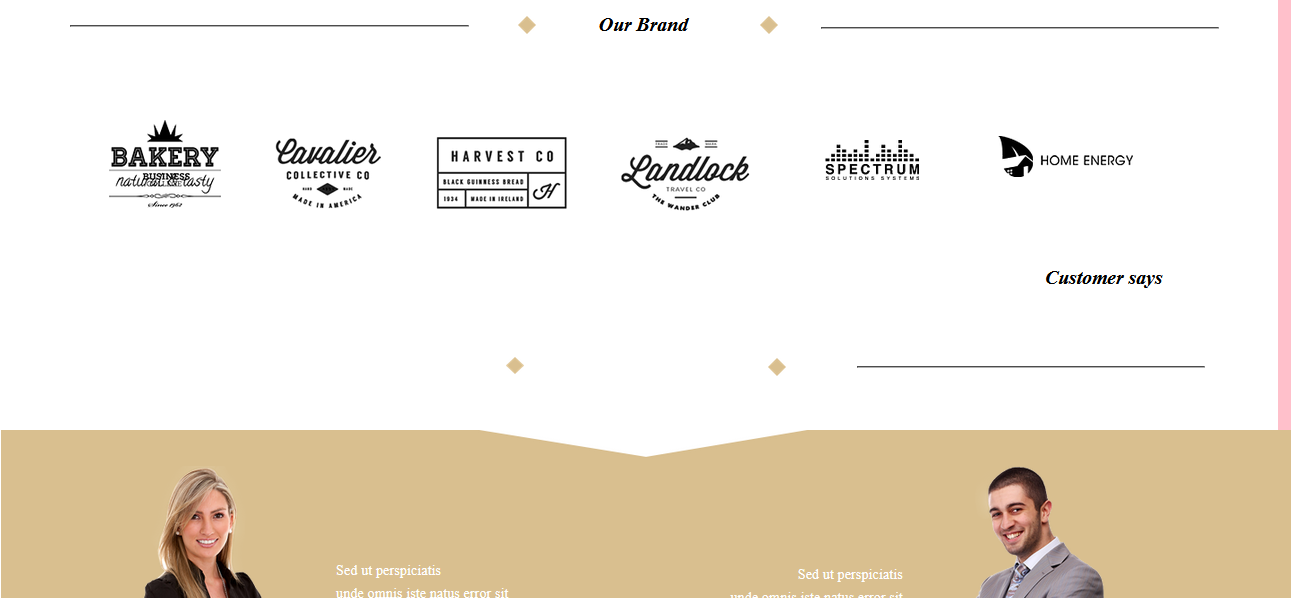 Our Brand
BAKERY
BUSINESS
natural & tasty
Since 1962
Cavalier
COLLECTIVE CO
HAND MADE
MADE IN AMERICA
HARVEST CO
BLACK GUINNESS BREAD
1934 MADE IN IRELAND
H
Landlock
TRAVEL CO
THE WANDER CLUB
SPECTRUM
SOLUTIONS SYSTEMS
HOME ENERGY
Customer says
Sed ut perspiciatis
unde omnis iste natus error sit
Sed ut perspiciatis
unde omnis iste natus error sit